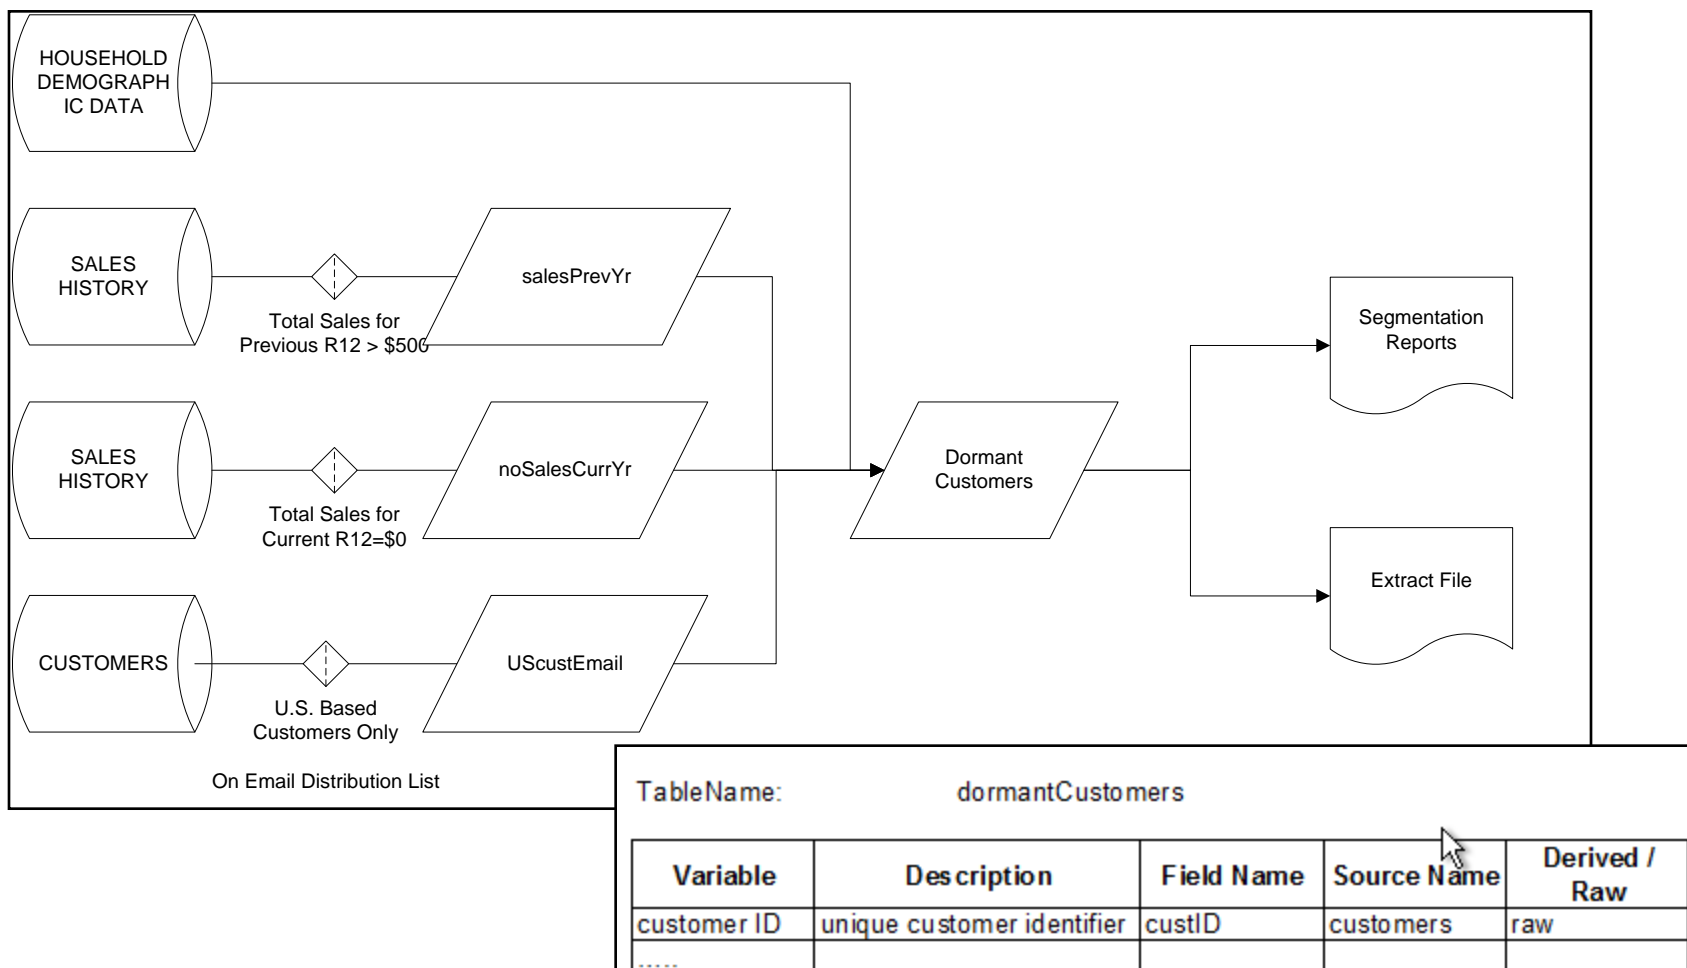 HOUSEHOLD
DEMOGRAPH
IC DATA
SALES
HISTORY
Total Sales for
Previous R12 > $500
salesPrevYr
SALES
HISTORY
Total Sales for
Current R12=$0
noSalesCurrYr
CUSTOMERS
U.S. Based
Customers Only
UScustEmail
On Email Distribution List
Dormant
Customers
Segmentation
Reports
Extract File
TableName: dormantCustomers
Variable Description Field Name Source Name Derived /
Raw
customer ID unique customer identifier custID customers raw
.....